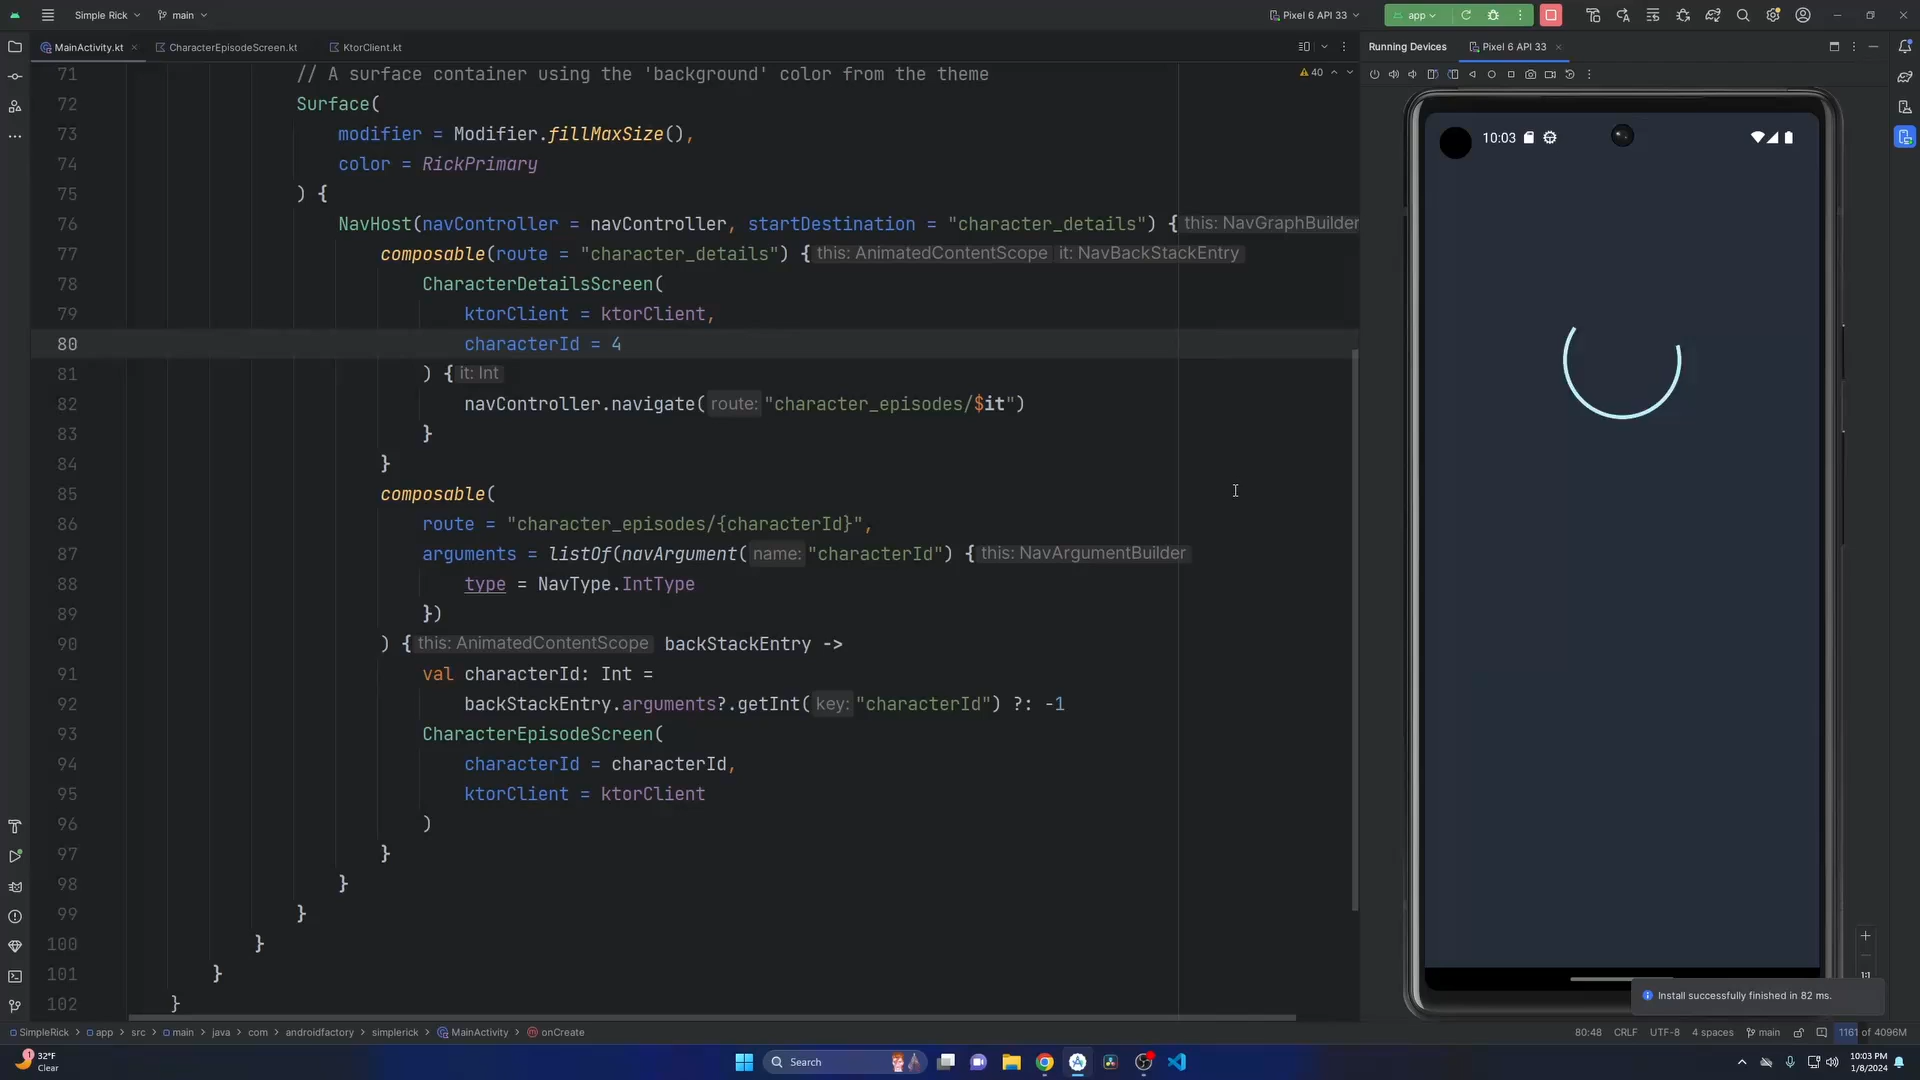 Simple Rick
main
Pixel 6 API 33
app
MainActivity.kt
CharacterEpisodeScreen.kt
KtorClient.kt
Running Devices
Pixel 6 API 33
40
71 // A surface container using the 'background' color from the theme
72 Surface(
73 modifier = Modifier.fillMaxSize(),
74 color = RickPrimary
75 ) {
76 NavHost(navController = navController, startDestination = "character_details") { this: NavGraphBuilder
77 composable(route = "character_details") { this: AnimatedContentScope it: NavBackStackEntry
78 CharacterDetailsScreen(
79 ktorClient = ktorClient,
80 characterId = 4
81 ) { it: Int
82 navController.navigate( route: "character_episodes/$it")
83 }
84 }
85 composable(
86 route = "character_episodes/{characterId}",
87 arguments = listOf(navArgument( name: "characterId") { this: NavArgumentBuilder
88 type = NavType.IntType
89 })
90 ) { this: AnimatedContentScope backStackEntry ->
91 val characterId: Int =
92 backStackEntry.arguments?.getInt( key: "characterId") ?: -1
93 CharacterEpisodeScreen(
94 characterId = characterId,
95 ktorClient = ktorClient
96 )
97 }
98 }
99 }
100 }
101 }
102 }
10:03
1:1
Install successfully finished in 82 ms.
SimpleRick > app > src > main > java > com > androidfactory > simplerick > MainActivity > onCreate
80:48 CRLF UTF-8 4 spaces main 1161 of 4096M
1
32°F
Clear
Search
10:03 PM
1/8/2024